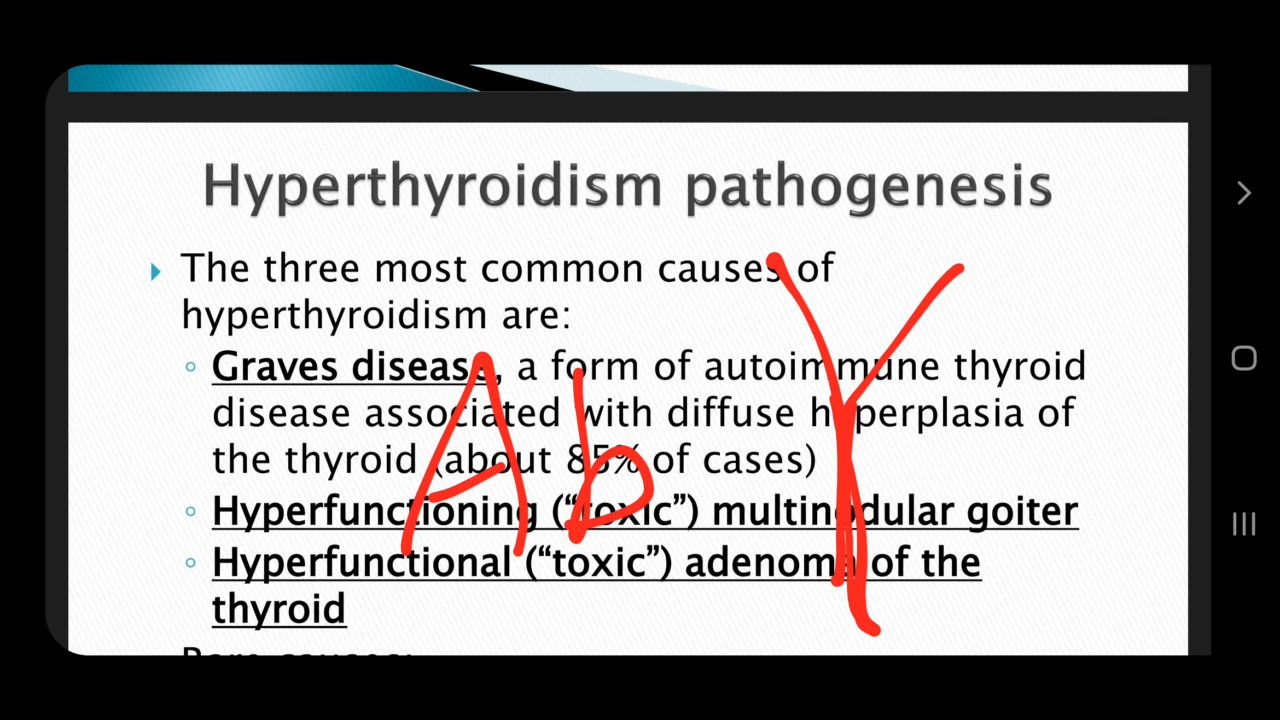 Hyperthyroidism pathogenesis
The three most common causes of
hyperthyroidism are:
Graves disease, a form of autoimmune thyroid
disease associated with diffuse hyperplasia of
the thyroid (about 85% of cases)
Hyperfunctioning (“toxic”) multinodular goiter
Hyperfunctional (“toxic”) adenoma of the
thyroid
Rare causes:
Ab